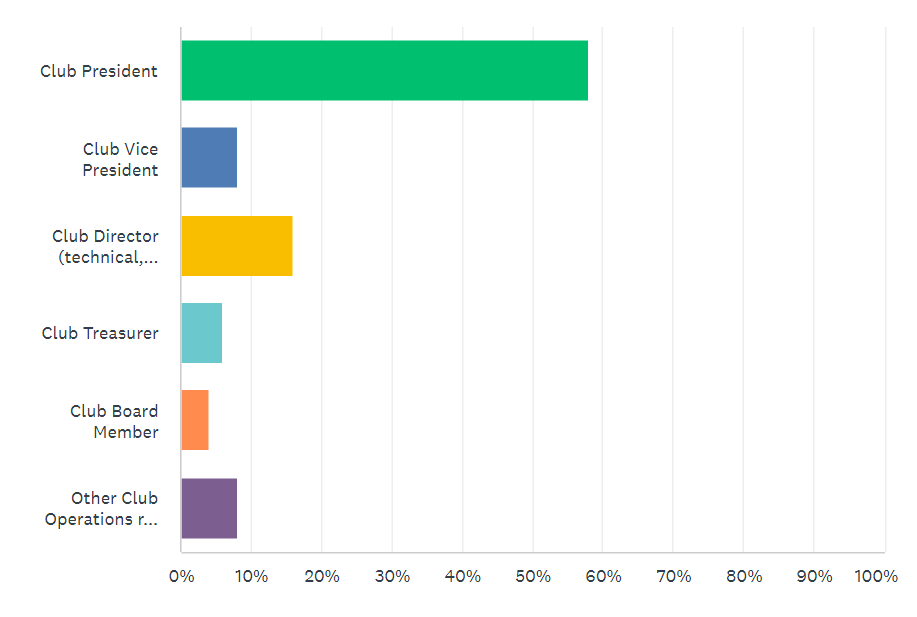 Club President
Club Vice
President
Club Director
(technical,...
Club Treasurer
Club Board
Member
Other Club
Operations r...
0% 10% 20% 30% 40% 50% 60% 70% 80% 90% 100%